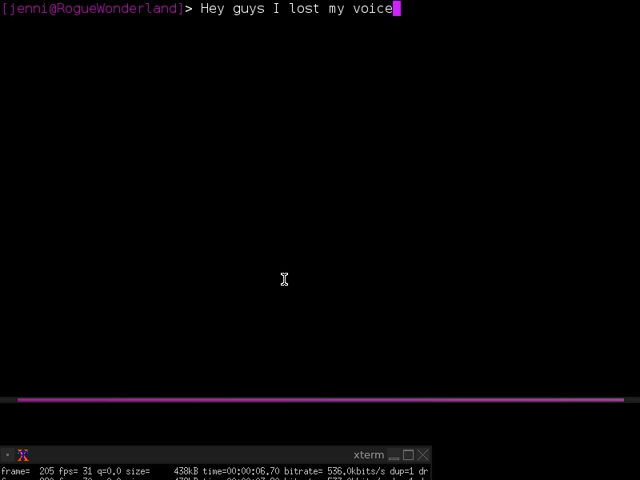 [jenni@RogueWonderland]> Hey guys I lost my voice
xterm
frame= 205 fps= 31 q=0.0 size= 438kB time=00:00:06.70 bitrate= 536.0kbits/s dup=1 dr